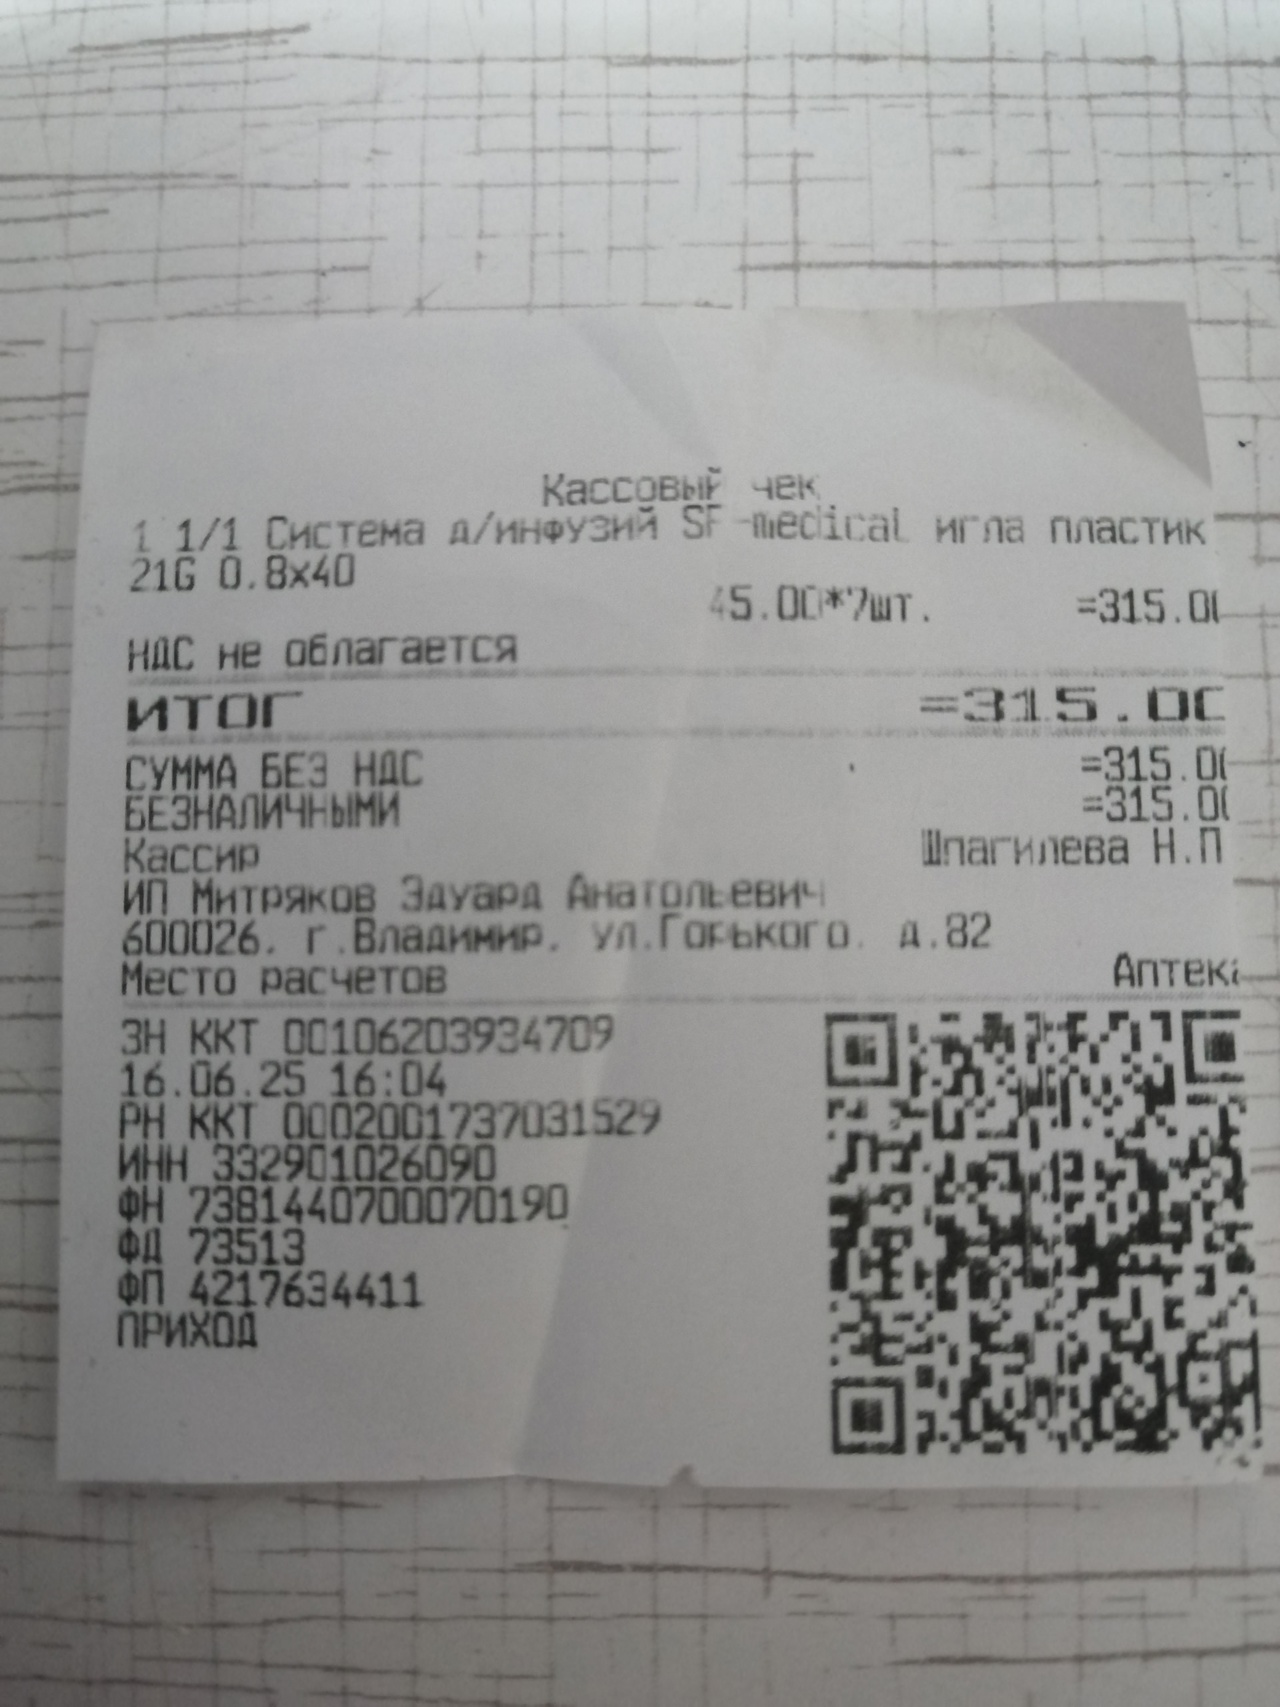 Кассовый чек
1 1/1 Система д/инфузий SF-medical игла пластик
21G 0.8x40
45.00*7шт. =315.00
НДС не облагается
ИТОГ =315.00
СУММА БЕЗ НДС =315.00
БЕЗНАЛИЧНЫМИ =315.00
Кассир Шпагилева Н.П
ИП Митряков Эдуард Анатольевич
600026, г.Владимир, ул.Горького, д.82
Место расчетов Аптека
ЗН ККТ 00106203934709
16.06.25 16:04
РН ККТ 0002001737031529
ИНН 332901026090
ФН 7381440700070190
ФД 73513
ФП 4217634411
ПРИХОД